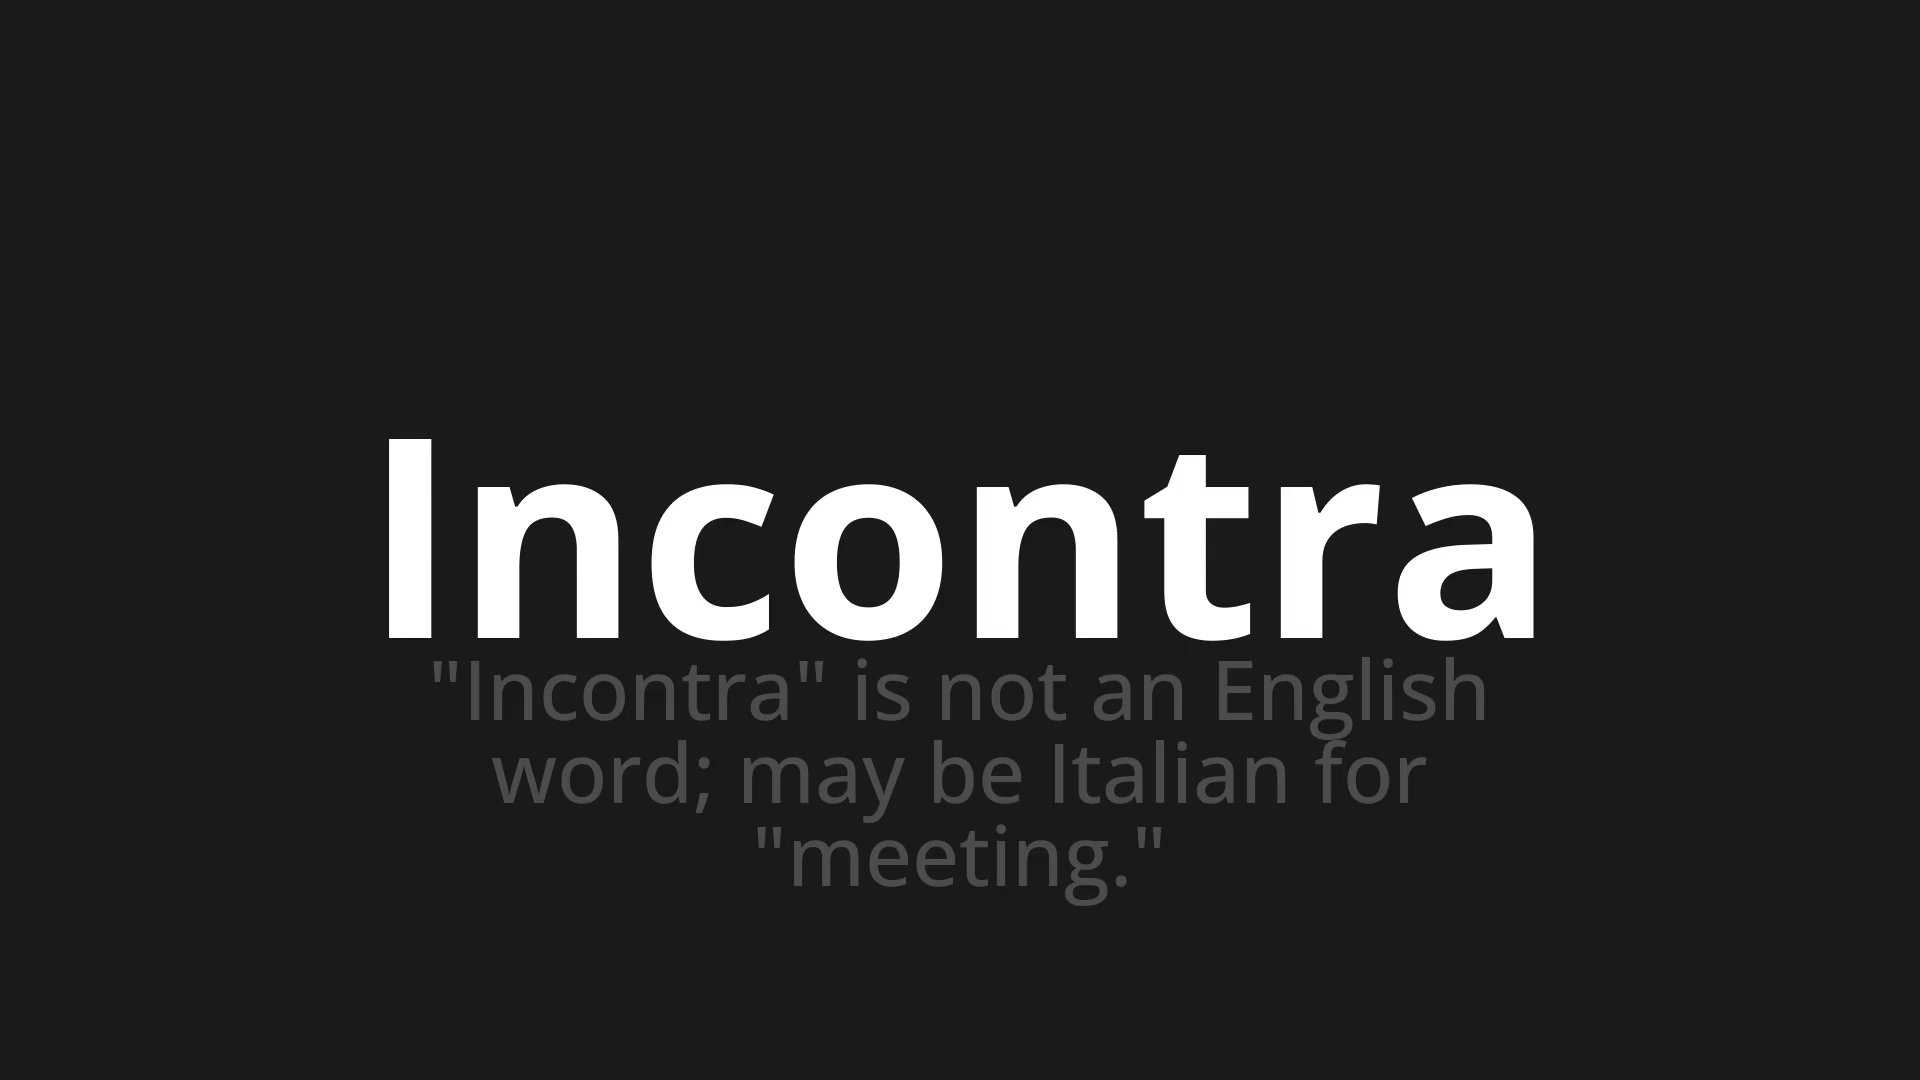 Incontra
"Incontra" is not an English
word; may be Italian for
"meeting."